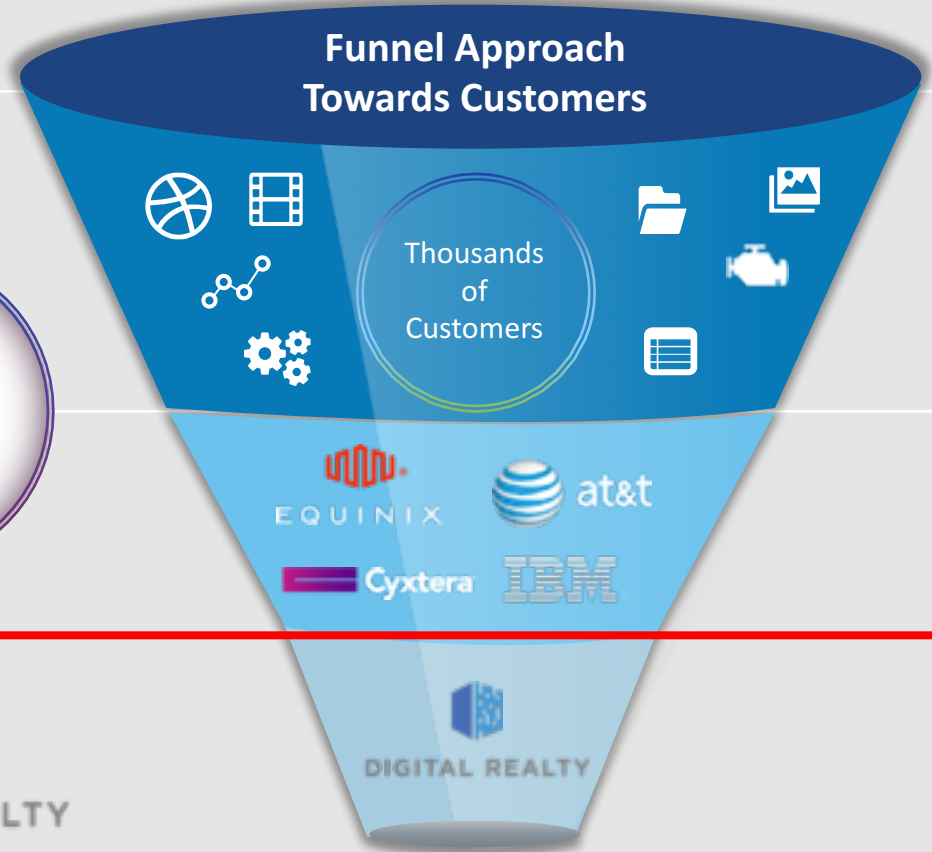 Funnel Approach
Towards Customers
Thousands
of
Customers
EQUINIX
at&t
Cyxtera
IBM
DIGITAL REALTY
LTY